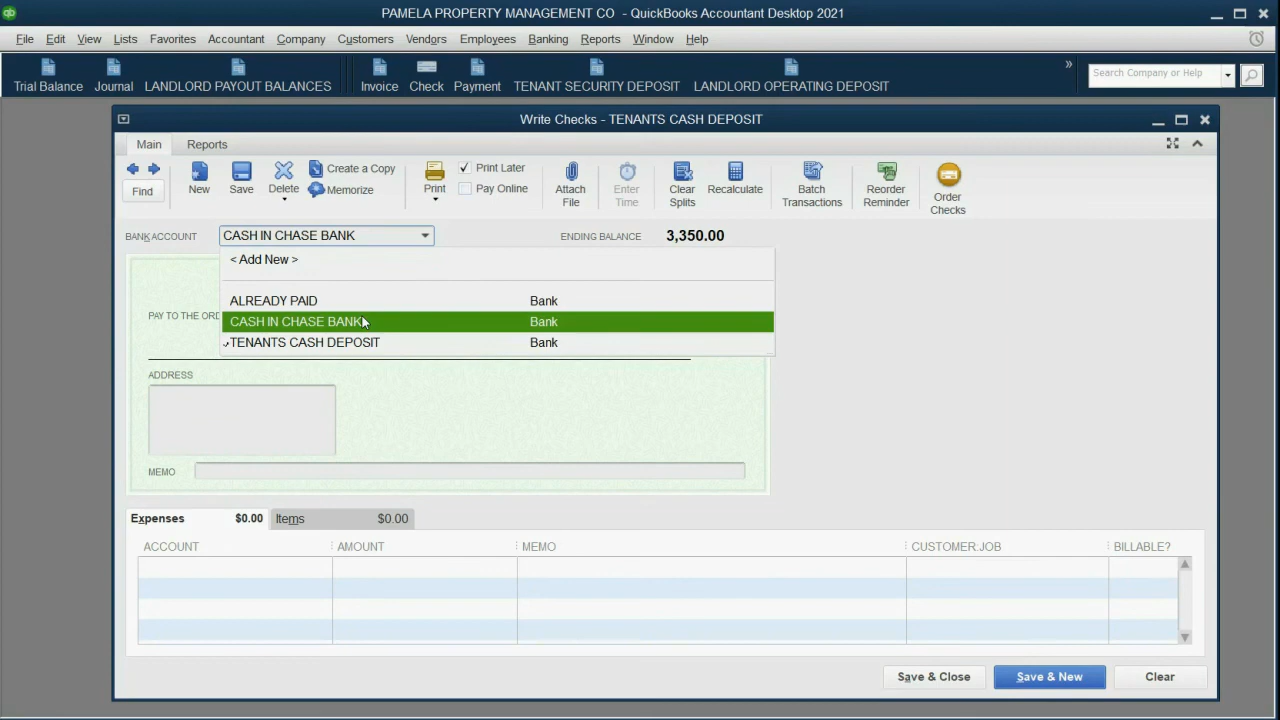 PAMELA PROPERTY MANAGEMENT CO - QuickBooks Accountant Desktop 2021
File Edit View Lists Favorites Accountant Company Customers Vendors Employees Banking Reports Window Help
Trial Balance Journal LANDLORD PAYOUT BALANCES Invoice Check Payment TENANT SECURITY DEPOSIT LANDLORD OPERATING DEPOSIT » Search Company or Help
Write Checks - TENANTS CASH DEPOSIT
Main Reports
Find New Save Delete Create a Copy Memorize Print Print Later Pay Online Attach File Enter Time Clear Splits Recalculate Batch Transactions Reorder Reminder Order Checks
BANK ACCOUNT CASH IN CHASE BANK ENDING BALANCE 3,350.00
< Add New >
ALREADY PAID Bank
PAY TO THE ORD
CASH IN CHASE BANK Bank
TENANTS CASH DEPOSIT Bank
ADDRESS
MEMO
Expenses $0.00 Items $0.00
ACCOUNT AMOUNT MEMO CUSTOMER:JOB BILLABLE?
Save & Close Save & New Clear